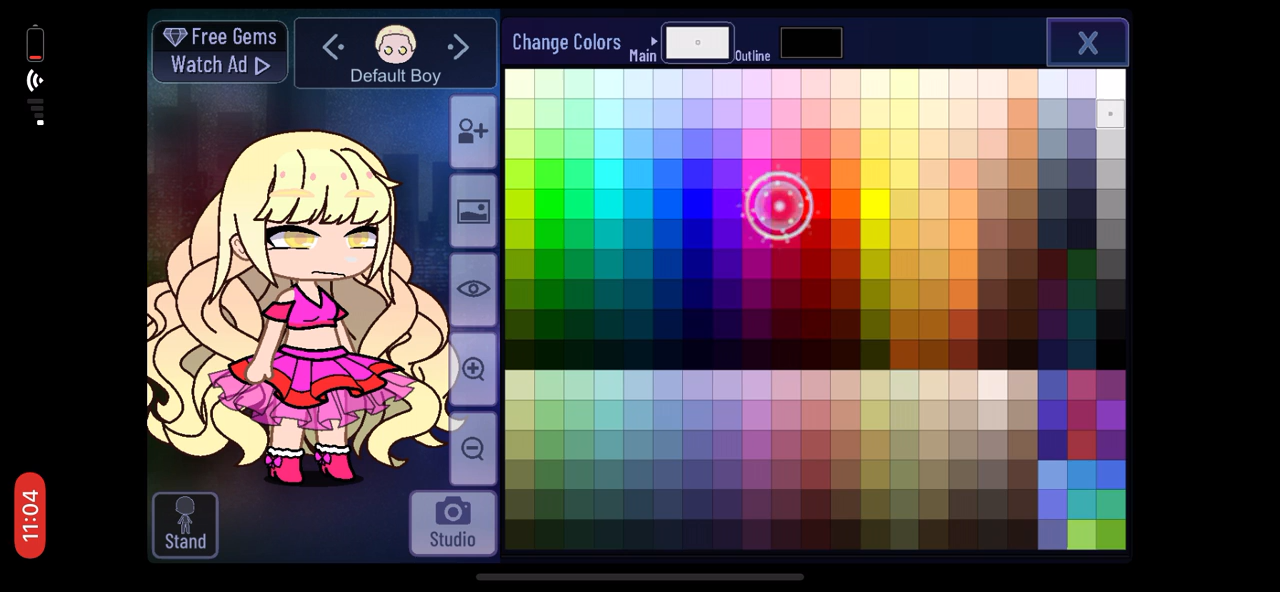 Free Gems
Watch Ad
Default Boy
Change Colors
Main
Outline
X
Stand
Studio
11:04